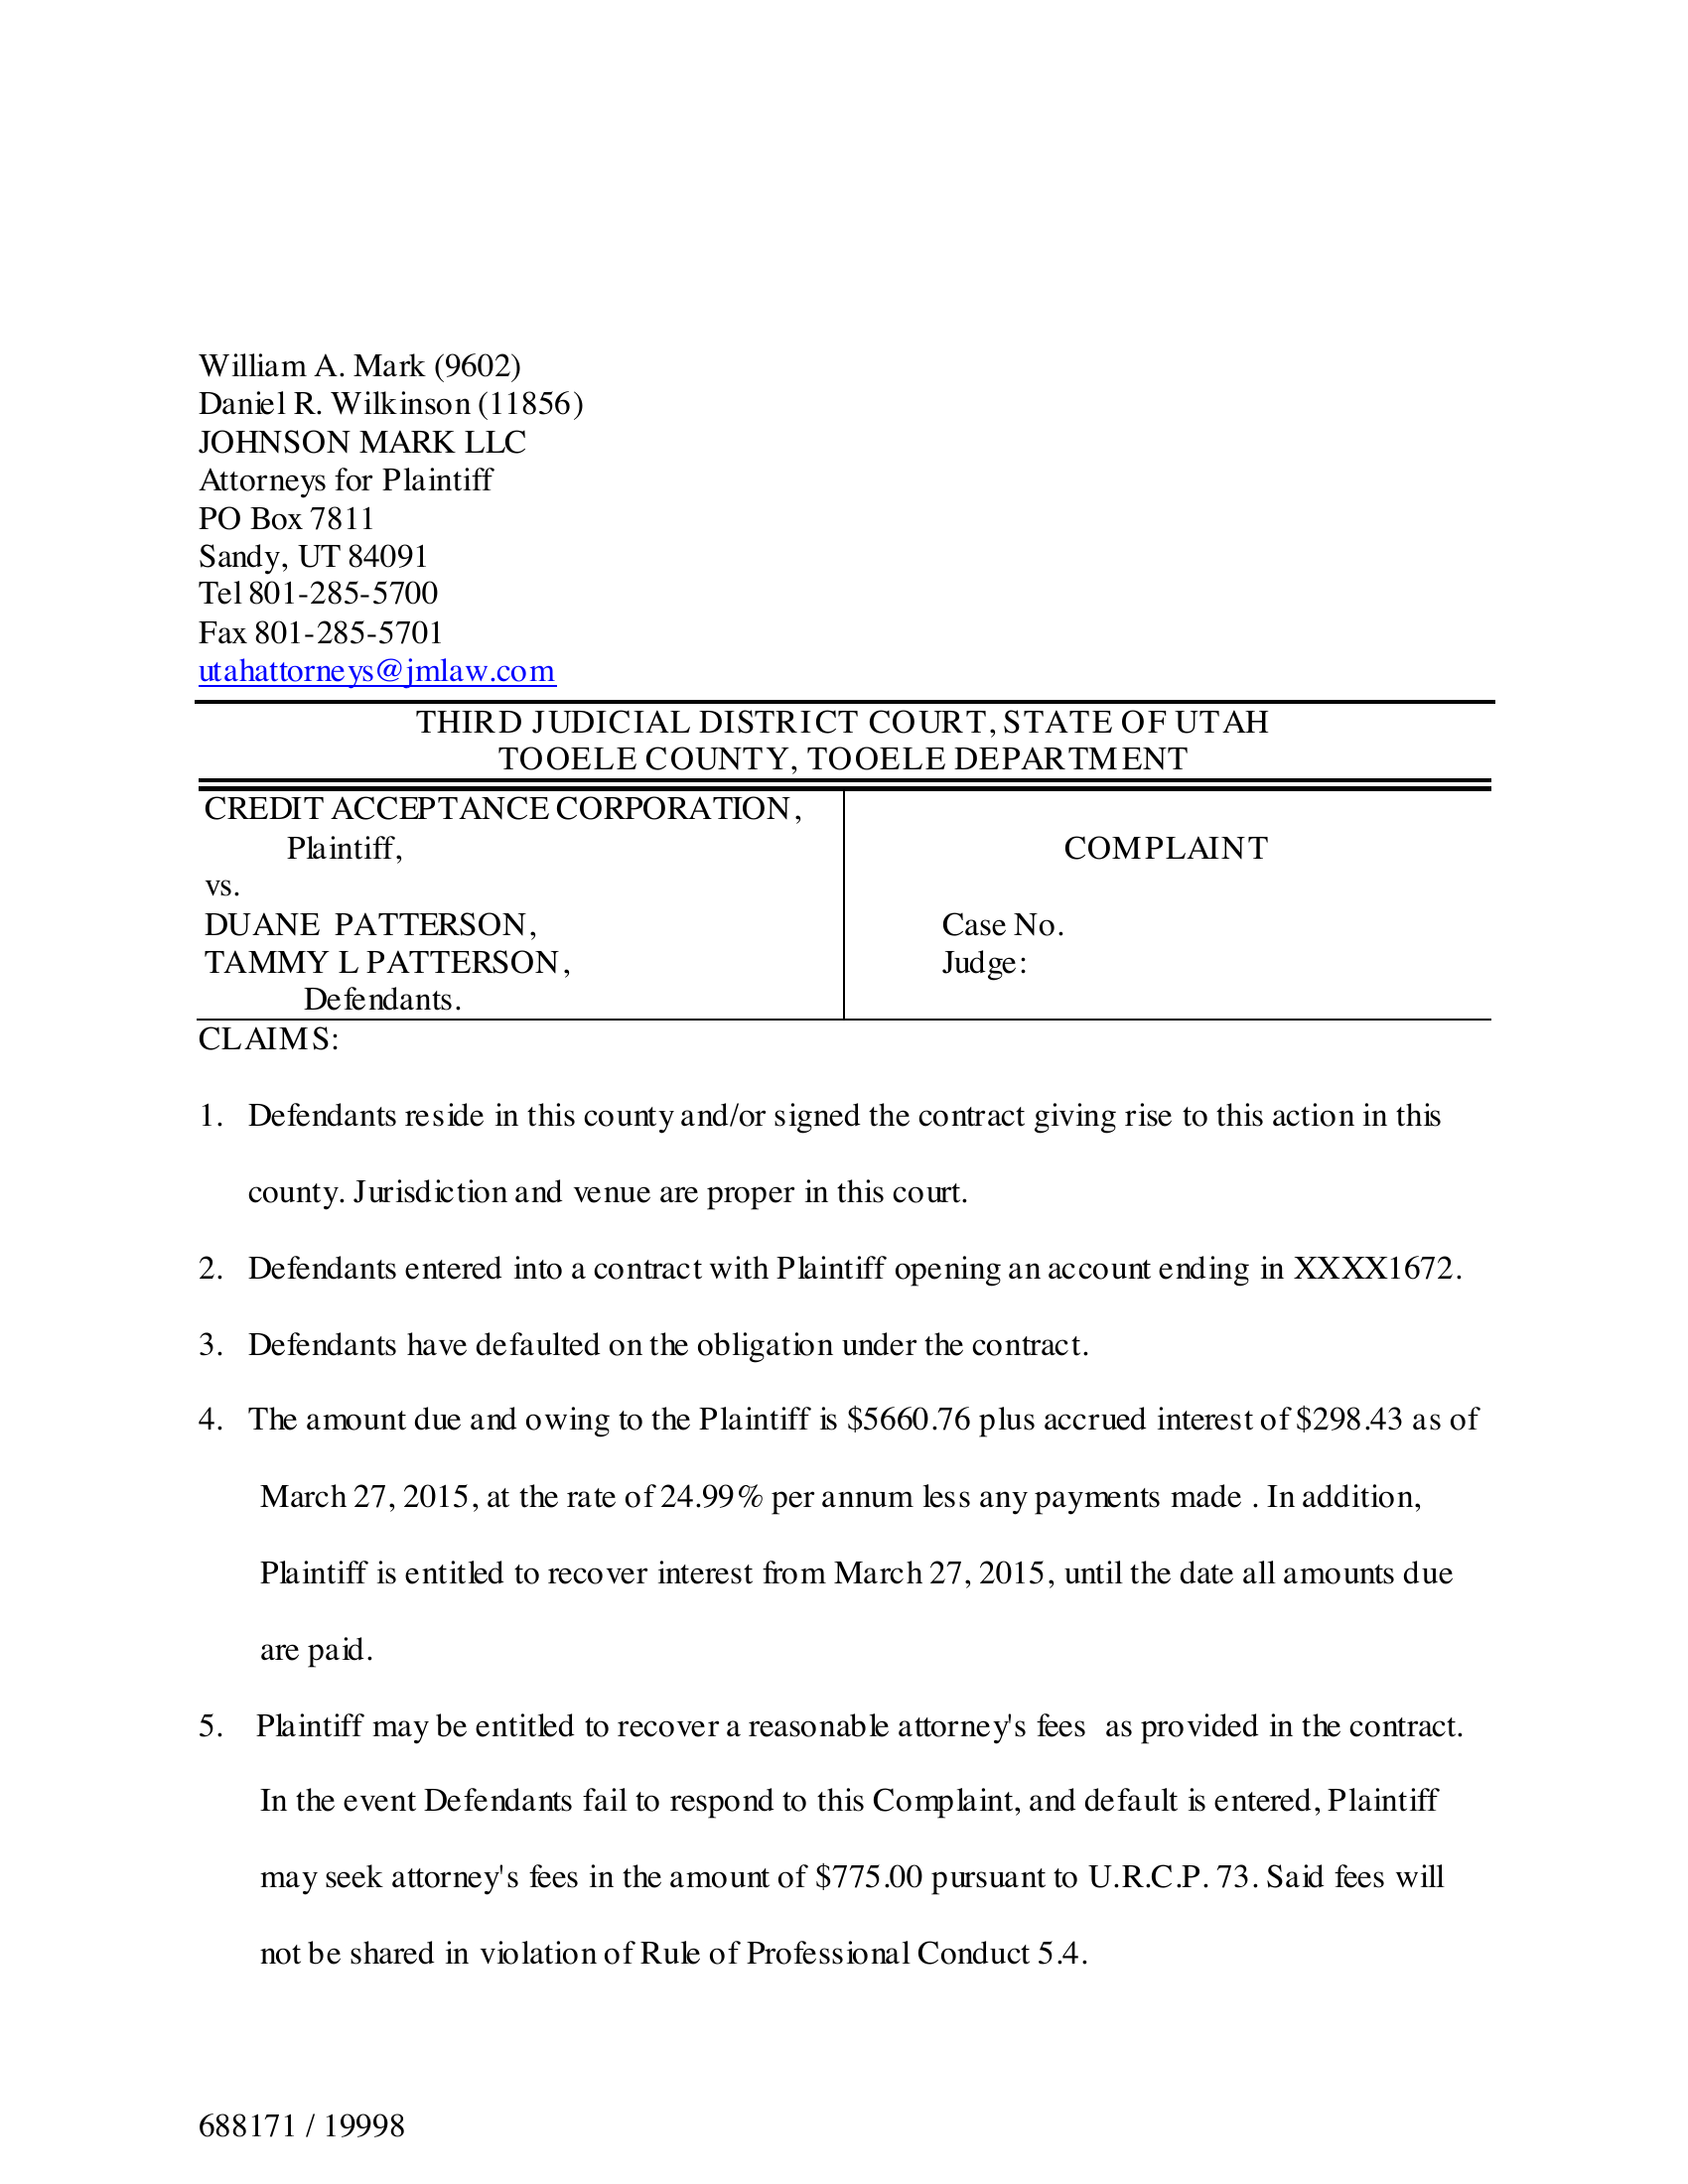 William A. Mark (9602)
Daniel R. Wilkinson (11856)
JOHNSON MARK LLC
Attorneys for Plaintiff
PO Box 7811
Sandy, UT 84091
Tel 801-285-5700
Fax 801-285-5701
utahattorneys@jmlaw.com
THIRD JUDICIAL DISTRICT COURT, STATE OF UTAH
TOOELE COUNTY, TOOELE DEPARTMENT
CREDIT ACCEPTANCE CORPORATION,
Plaintiff,
vs.
DUANE PATTERSON,
TAMMY L PATTERSON,
Defendants.
COMPLAINT
Case No.
Judge:
CLAIMS:
1. Defendants reside in this county and/or signed the contract giving rise to this action in this
county. Jurisdiction and venue are proper in this court.
2. Defendants entered into a contract with Plaintiff opening an account ending in XXXX1672.
3. Defendants have defaulted on the obligation under the contract.
4. The amount due and owing to the Plaintiff is $5660.76 plus accrued interest of $298.43 as of
March 27, 2015, at the rate of 24.99% per annum less any payments made . In addition,
Plaintiff is entitled to recover interest from March 27, 2015, until the date all amounts due
are paid.
5. Plaintiff may be entitled to recover a reasonable attorney's fees as provided in the contract.
In the event Defendants fail to respond to this Complaint, and default is entered, Plaintiff
may seek attorney's fees in the amount of $775.00 pursuant to U.R.C.P. 73. Said fees will
not be shared in violation of Rule of Professional Conduct 5.4.
688171 / 19998